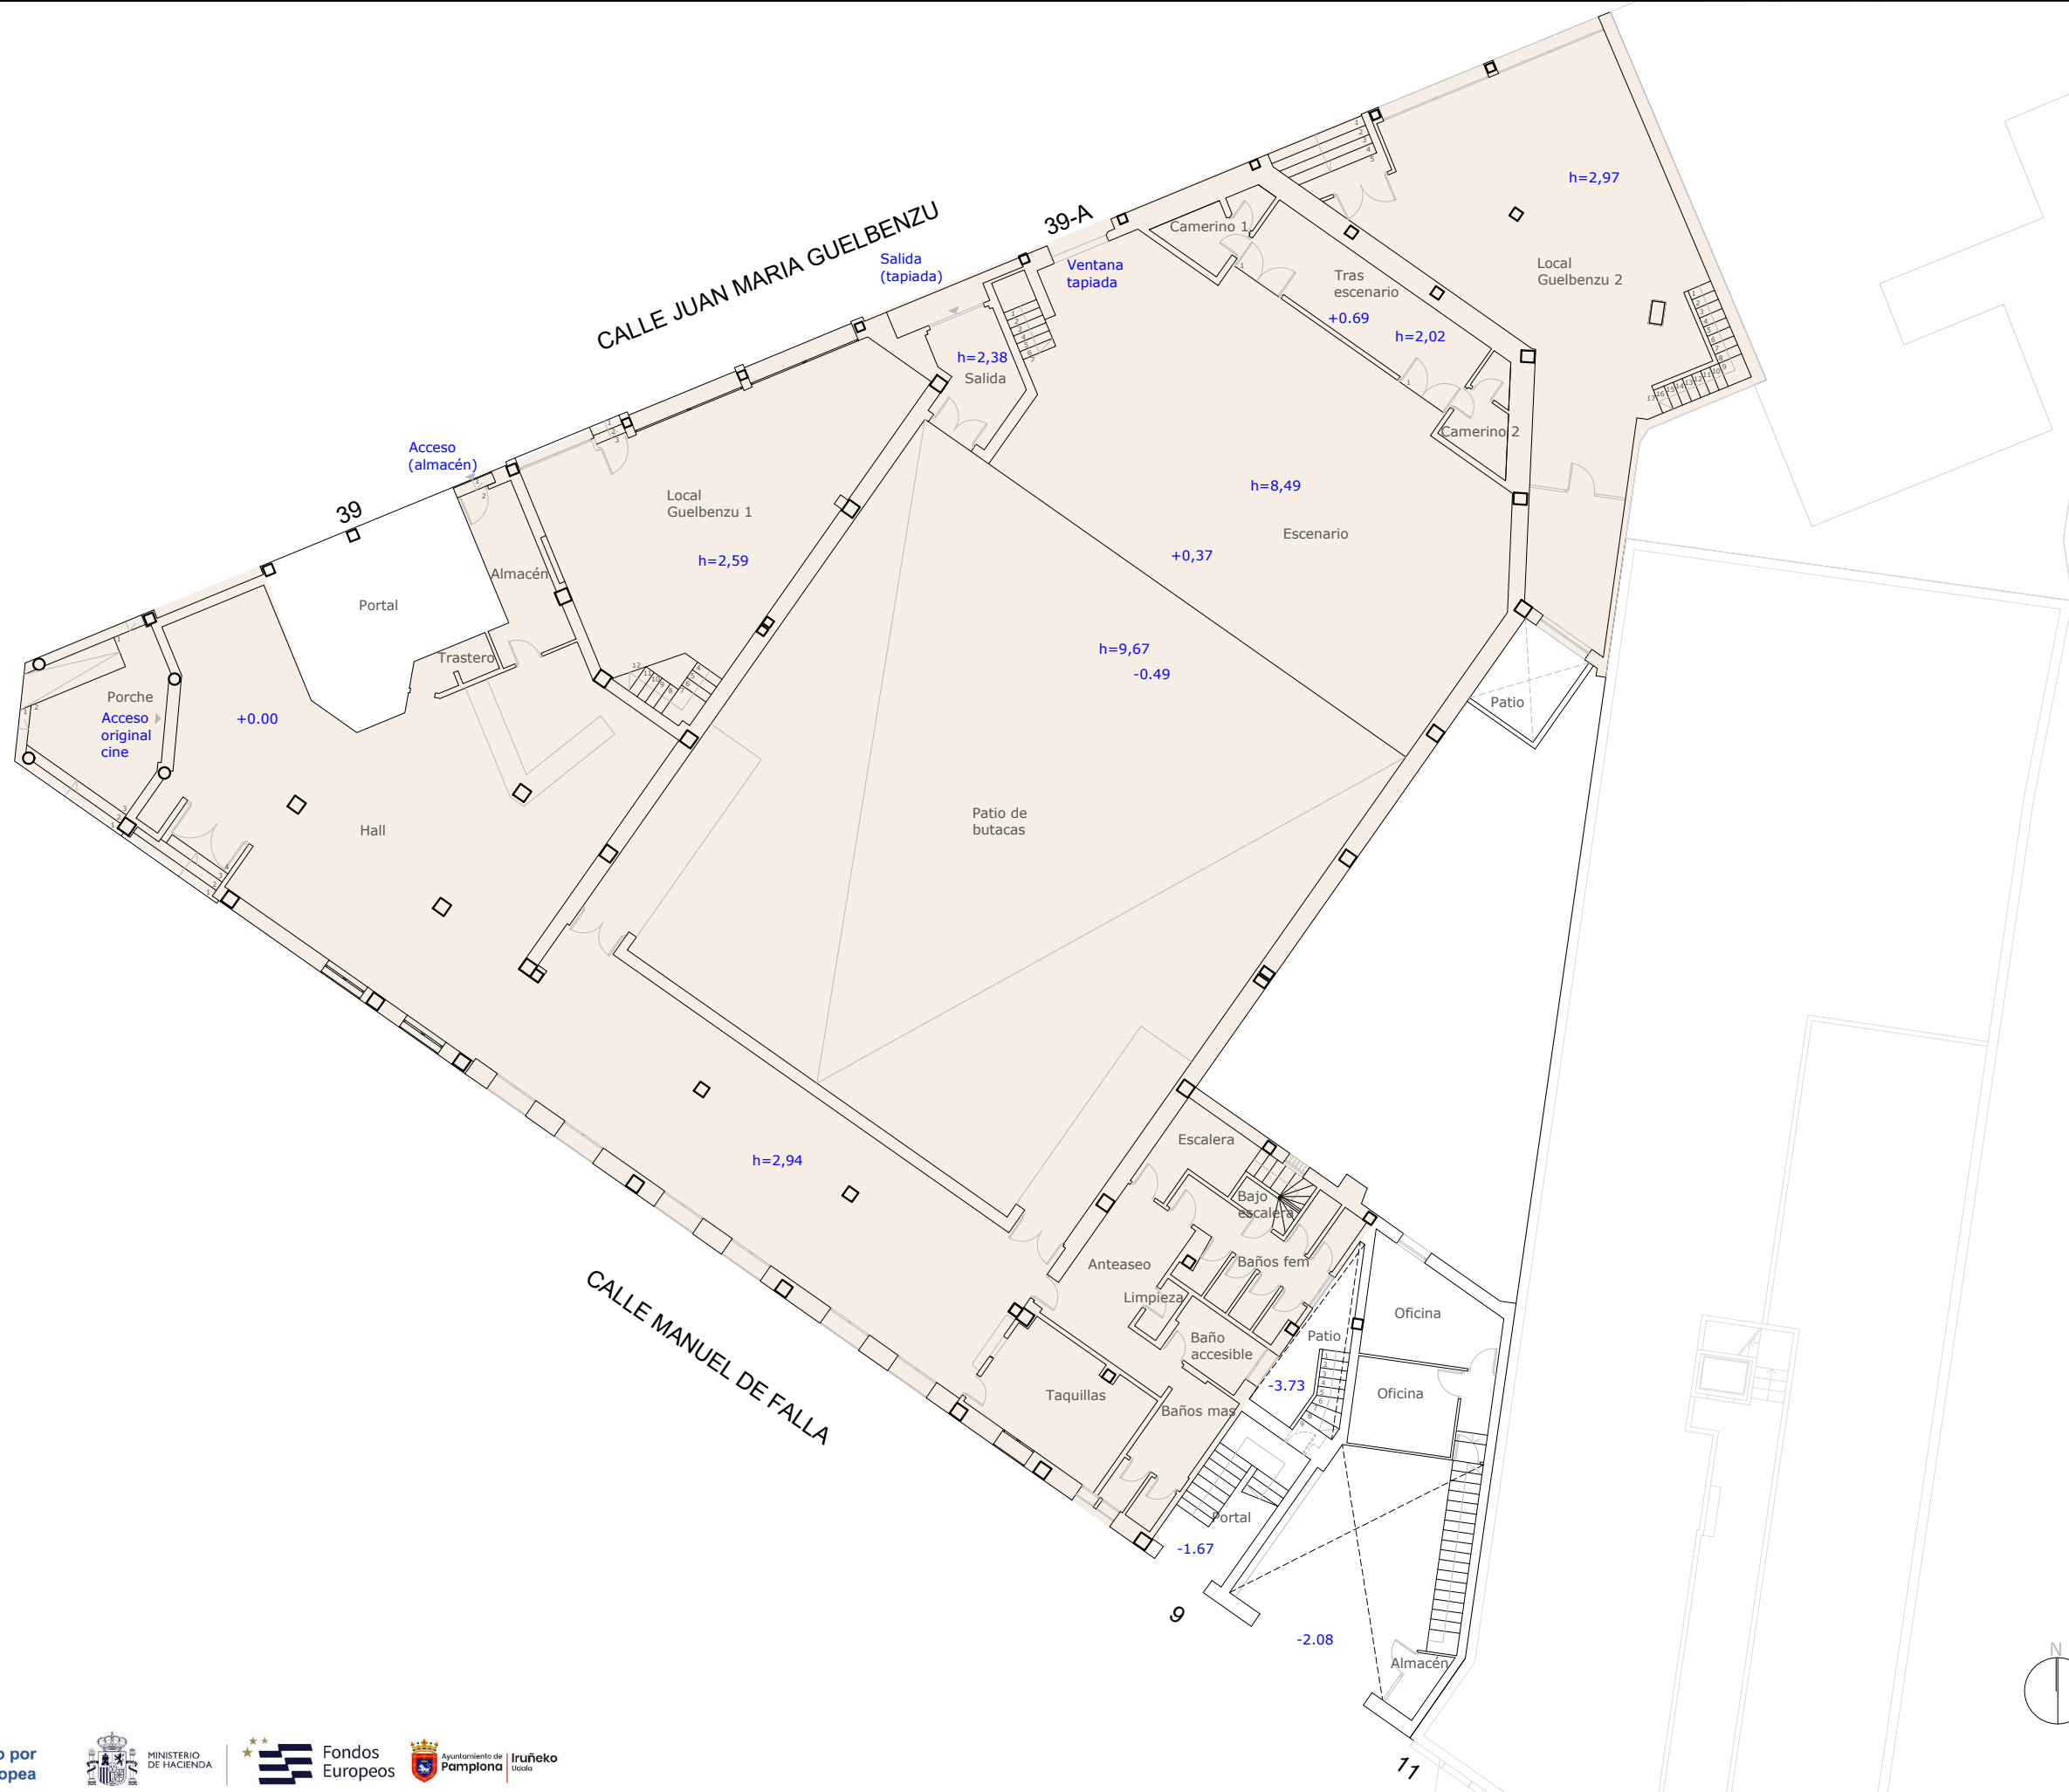 CALLE JUAN MARIA GUELBENZU
39-A
39
Salida
(tapiada)
Ventana
tapiada
Camerino 1
Tras
escenario
+0.69
h=2,02
h=2,97
Local
Guelbenzu 2
h=2,38
Salida
Camerino 2
Acceso
(almacén)
Local
Guelbenzu 1
h=2,59
h=8,49
Escenario
+0,37
Almacén
Portal
Trastero
h=9,67
-0.49
Patio
Porche
Acceso
original
cine
+0.00
Hall
Patio de
butacas
h=2,94
Escalera
Bajo
escalera
Anteaseo
Baños fem
Limpieza
Baño
accesible
Patio
Oficina
-3.73
Oficina
Taquillas
Baños mas
CALLE MANUEL DE FALLA
Portal
-1.67
9
-2.08
Almacén
11
N
o por
opea
MINISTERIO
DE HACIENDA
Fondos
Europeos
Ayuntamiento de
Pamplona
Iruñeko
Udala